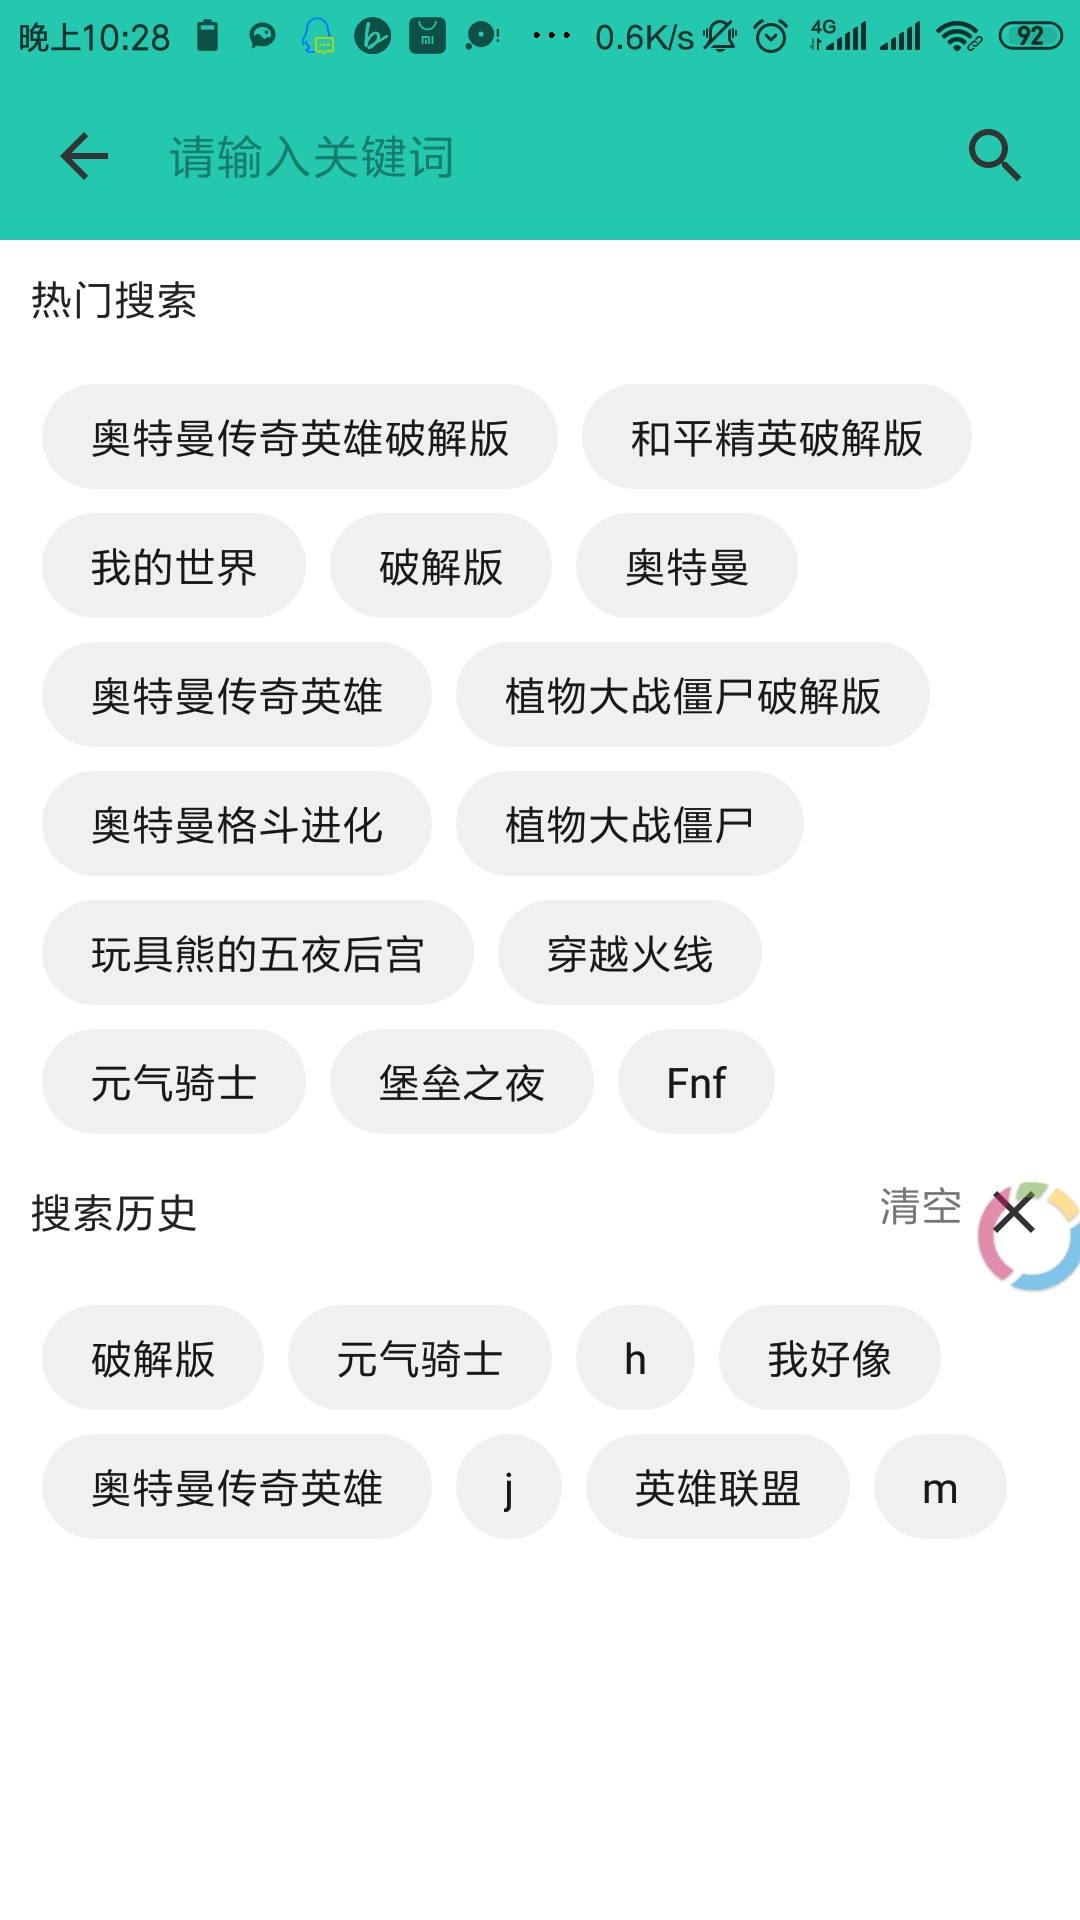 晚上10:28 0.6K/s 4G 92
请输入关键词
热门搜索
奥特曼传奇英雄破解版 和平精英破解版
我的世界 破解版 奥特曼
奥特曼传奇英雄 植物大战僵尸破解版
奥特曼格斗进化 植物大战僵尸
玩具熊的五夜后宫 穿越火线
元气骑士 堡垒之夜 Fnf
搜索历史 清空
破解版 元气骑士 h 我好像
奥特曼传奇英雄 j 英雄联盟 m